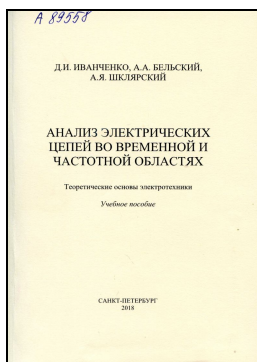 А 89558
Д.И. ИВАНЧЕНКО, А.А. БЕЛЬСКИЙ,
А.Я. ШКЛЯРСКИЙ
АНАЛИЗ ЭЛЕКТРИЧЕСКИХ
ЦЕПЕЙ ВО ВРЕМЕННОЙ И
ЧАСТОТНОЙ ОБЛАСТЯХ
Теоретические основы электротехники
Учебное пособие
САНКТ-ПЕТЕРБУРГ
2018